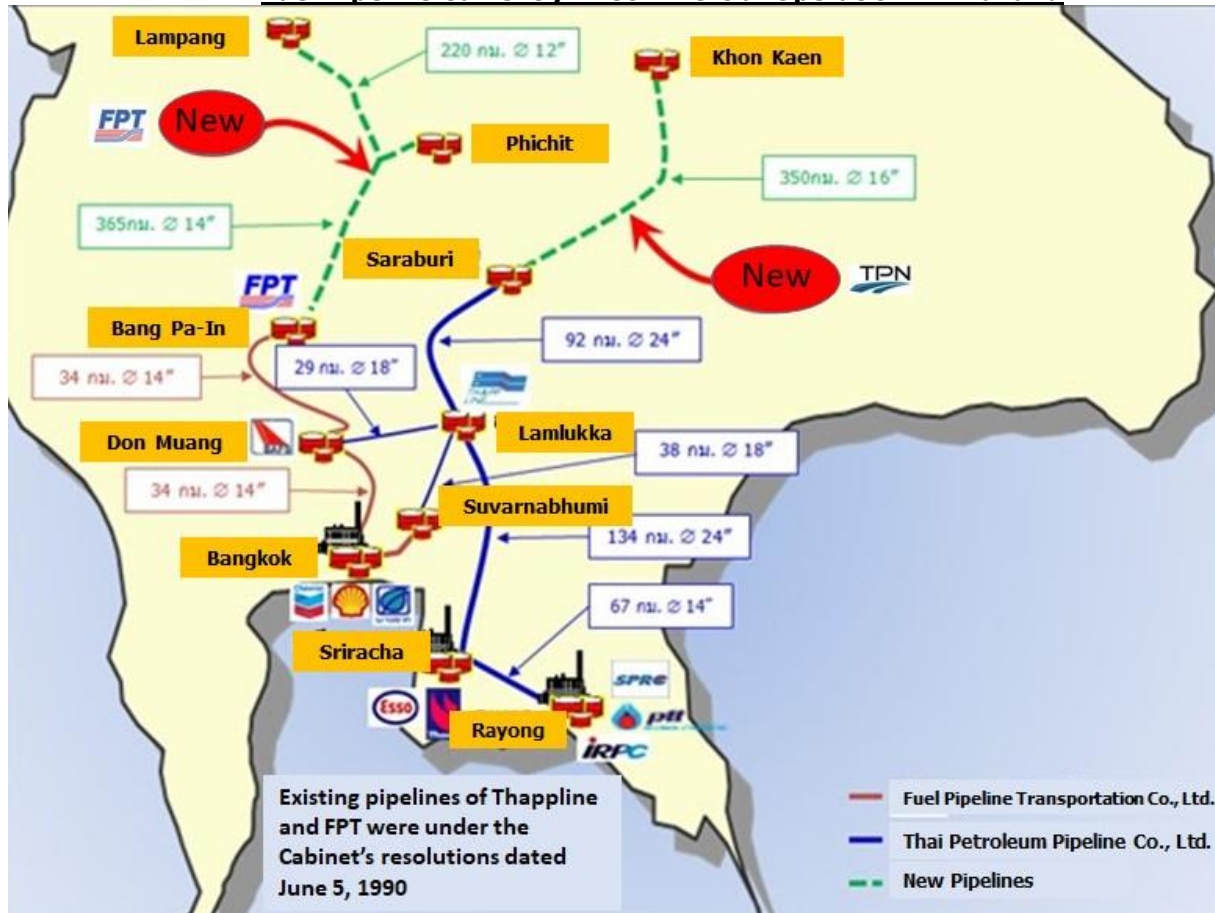 Lampang
220 กม. ∅ 12"
Khon Kaen
FPT
New
Phichit
350กม. ∅ 16"
365กม. ∅ 14"
Saraburi
New
TPN
FPT
Bang Pa-In
92 กม. ∅ 24"
29 กม. ∅ 18"
34 กม. ∅ 14"
Don Muang
Lamlukka
38 กม. ∅ 18"
34 กม. ∅ 14"
Suvarnabhumi
134 กม. ∅ 24"
Bangkok
67 กม. ∅ 14"
Sriracha
SPRC
Esso
ptt
Rayong
IRPC
Existing pipelines of Thappline
and FPT were under the
Cabinet's resolutions dated
June 5, 1990
Fuel Pipeline Transportation Co., Ltd.
Thai Petroleum Pipeline Co., Ltd.
New Pipelines